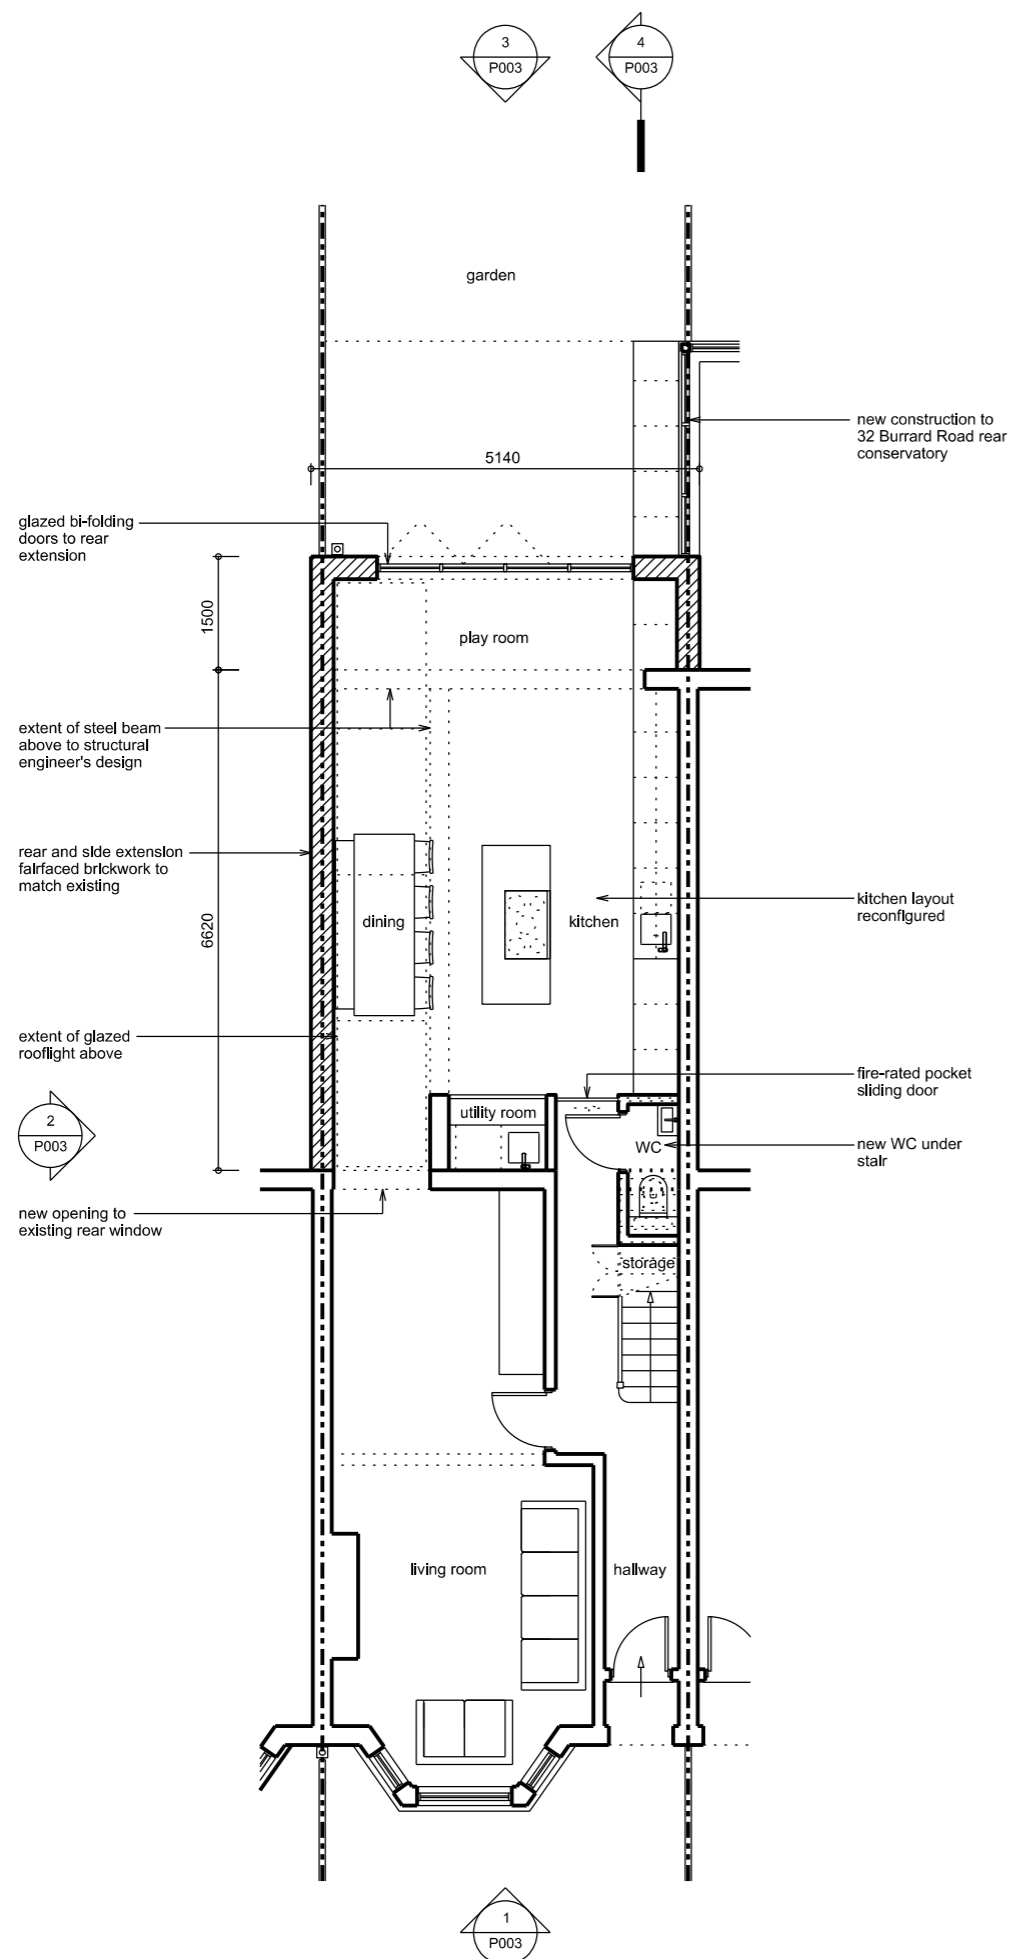 3
P003
4
P003
garden
new construction to
32 Burrard Road rear
conservatory
5140
glazed bi-folding
doors to rear
extension
1500
play room
extent of steel beam
above to structural
engineer's design
rear and side extension
fairfaced brickwork to
match existing
6620
dining
kitchen
kitchen layout
reconfigured
extent of glazed
rooflight above
fire-rated pocket
sliding door
2
P003
utility room
WC
new WC under
stair
new opening to
existing rear window
storage
living room
hallway
1
P003